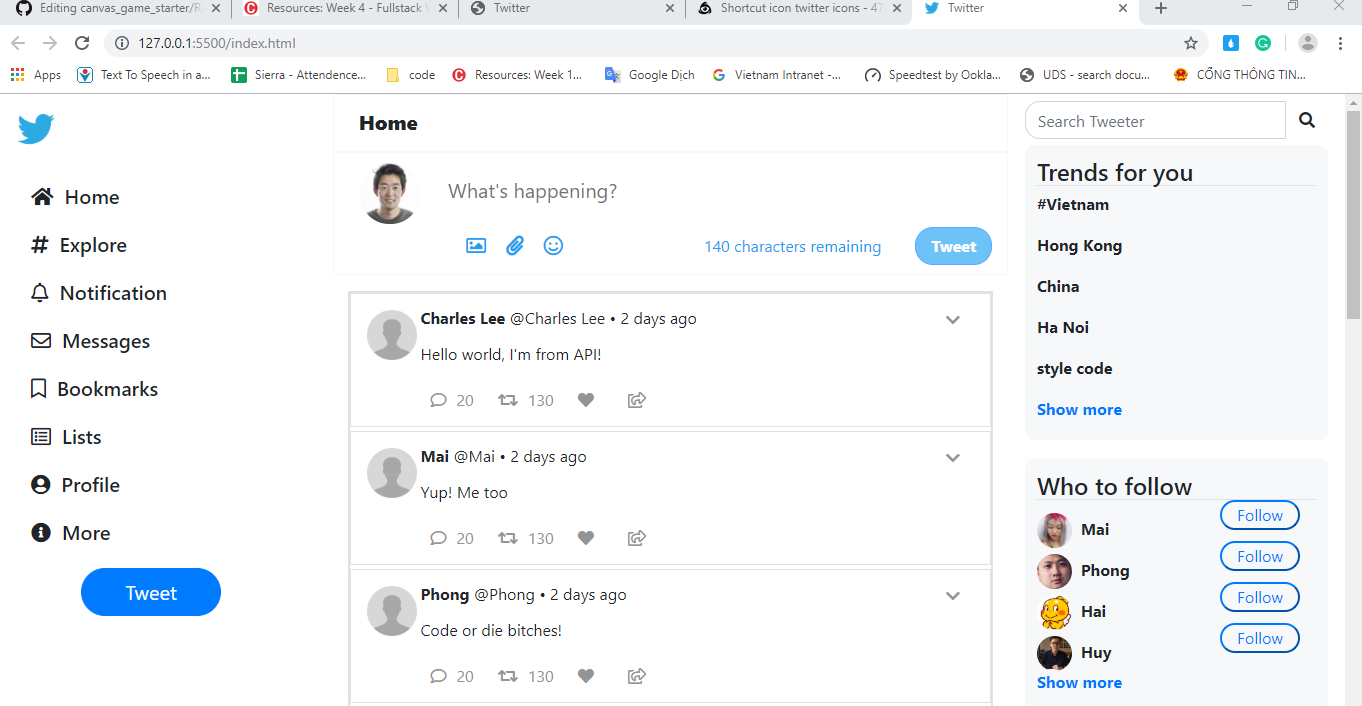 Editing canvas_game_starter/R
Resources: Week 4 - Fullstack W
Twitter
Shortcut icon twitter icons - 47
Twitter
127.0.0.1:5500/index.html
Apps
Text To Speech in a...
Sierra - Attendence...
code
Resources: Week 1...
Google Dịch
Vietnam Intranet -...
Speedtest by Ookla...
UDS - search docu...
CỔNG THÔNG TIN...
Home
Explore
Notification
Messages
Bookmarks
Lists
Profile
More
Tweet
Home
What's happening?
140 characters remaining
Tweet
Charles Lee @Charles Lee • 2 days ago
Hello world, I'm from API!
20 130
Mai @Mai • 2 days ago
Yup! Me too
20 130
Phong @Phong • 2 days ago
Code or die bitches!
20 130
Search Tweeter
Trends for you
#Vietnam
Hong Kong
China
Ha Noi
style code
Show more
Who to follow
Mai Follow
Phong Follow
Hai Follow
Huy Follow
Show more